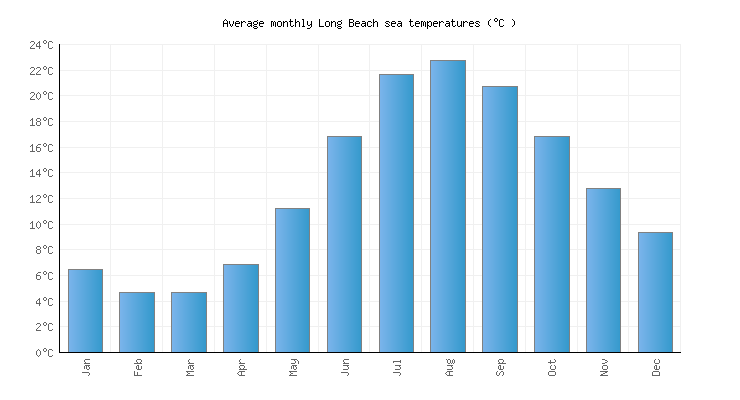 Average monthly Long Beach sea temperatures (°C )
24°C
22°C
20°C
18°C
16°C
14°C
12°C
10°C
8°C
6°C
4°C
2°C
0°C
Jan
Feb
Mar
Apr
May
Jun
Jul
Aug
Sep
Oct
Nov
Dec